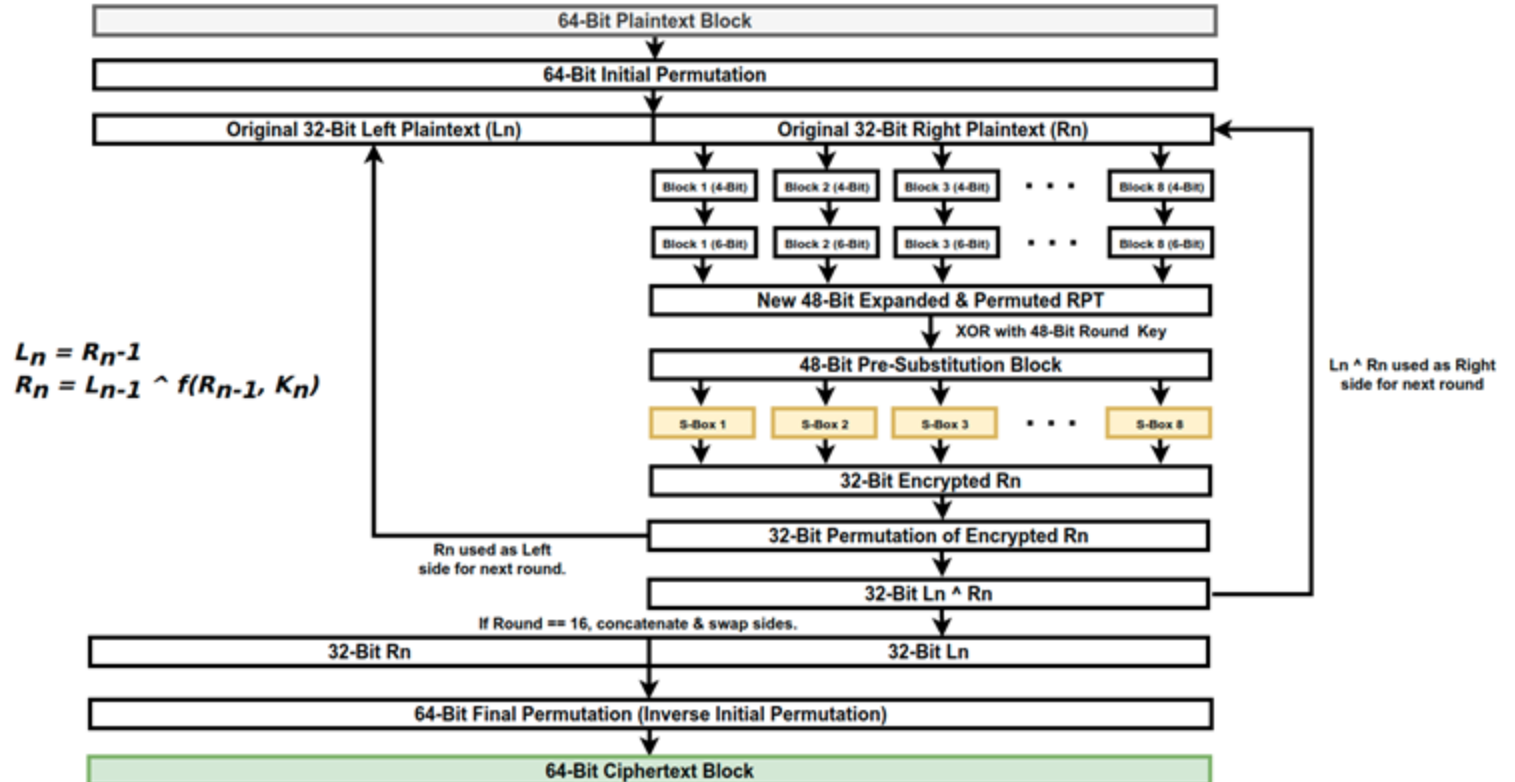 64-Bit Plaintext Block
64-Bit Initial Permutation
Original 32-Bit Left Plaintext (Ln)
Original 32-Bit Right Plaintext (Rn)
Block 1 (4-Bit)
Block 2 (4-Bit)
Block 3 (4-Bit)
. . .
Block 8 (4-Bit)
Block 1 (6-Bit)
Block 2 (6-Bit)
Block 3 (6-Bit)
. . .
Block 8 (6-Bit)
New 48-Bit Expanded & Permuted RPT
XOR with 48-Bit Round Key
48-Bit Pre-Substitution Block
Ln = Rn-1
Rn = Ln-1 ^ f(Rn-1, Kn)
Ln ^ Rn used as Right
side for next round
S-Box 1
S-Box 2
S-Box 3
. . .
S-Box 8
32-Bit Encrypted Rn
32-Bit Permutation of Encrypted Rn
Rn used as Left
side for next round.
32-Bit Ln ^ Rn
If Round == 16, concatenate & swap sides.
32-Bit Rn
32-Bit Ln
64-Bit Final Permutation (Inverse Initial Permutation)
64-Bit Ciphertext Block